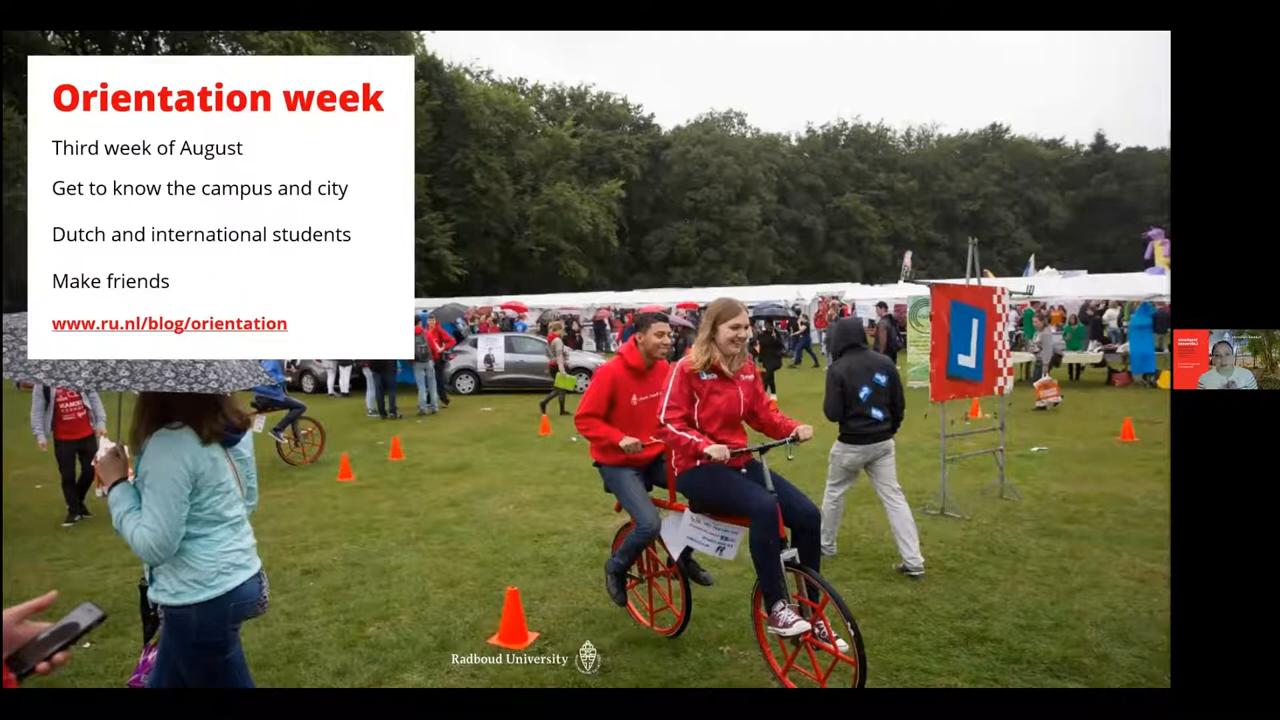 Orientation week
Third week of August
Get to know the campus and city
Dutch and international students
Make friends
www.ru.nl/blog/orientation
Radboud University